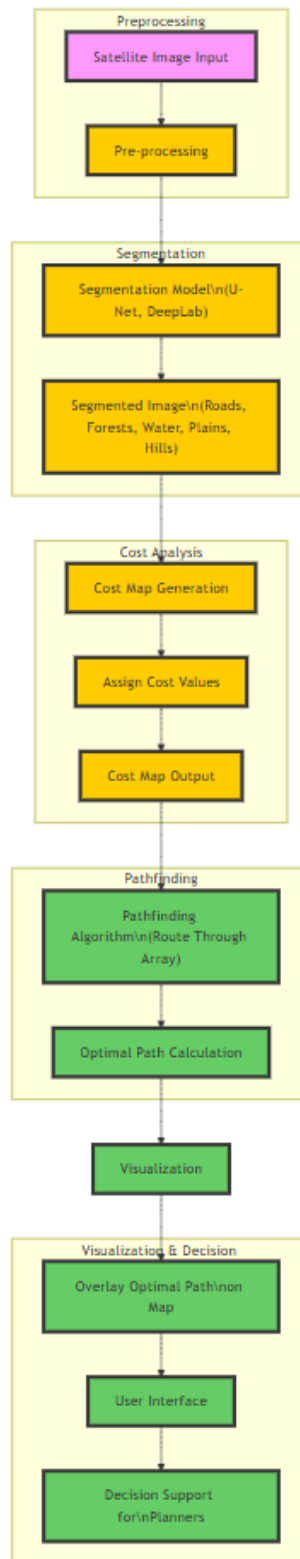 Preprocessing
Satellite Image Input
Pre-processing
Segmentation
Segmentation Model\n(U-
Net, DeepLab)
Segmented Image\n(Roads,
Forests, Water, Plains,
Hills)
Cost Analysis
Cost Map Generation
Assign Cost Values
Cost Map Output
Pathfinding
Pathfinding
Algorithm\n(Route Through
Array)
Optimal Path Calculation
Visualization
Visualization & Decision
Overlay Optimal Path\non
Map
User Interface
Decision Support
for\nPlanners